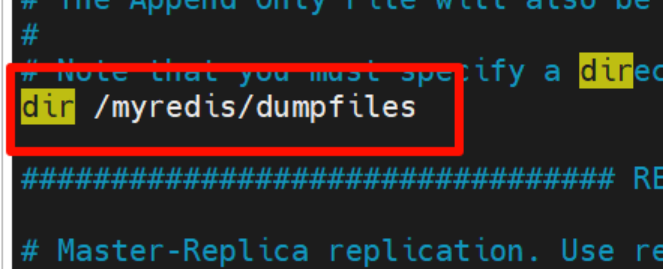 # The Append Only File will also be
#
# Note that you must specify a direc
dir /myredis/dumpfiles
################################# RE
# Master-Replica replication. Use re